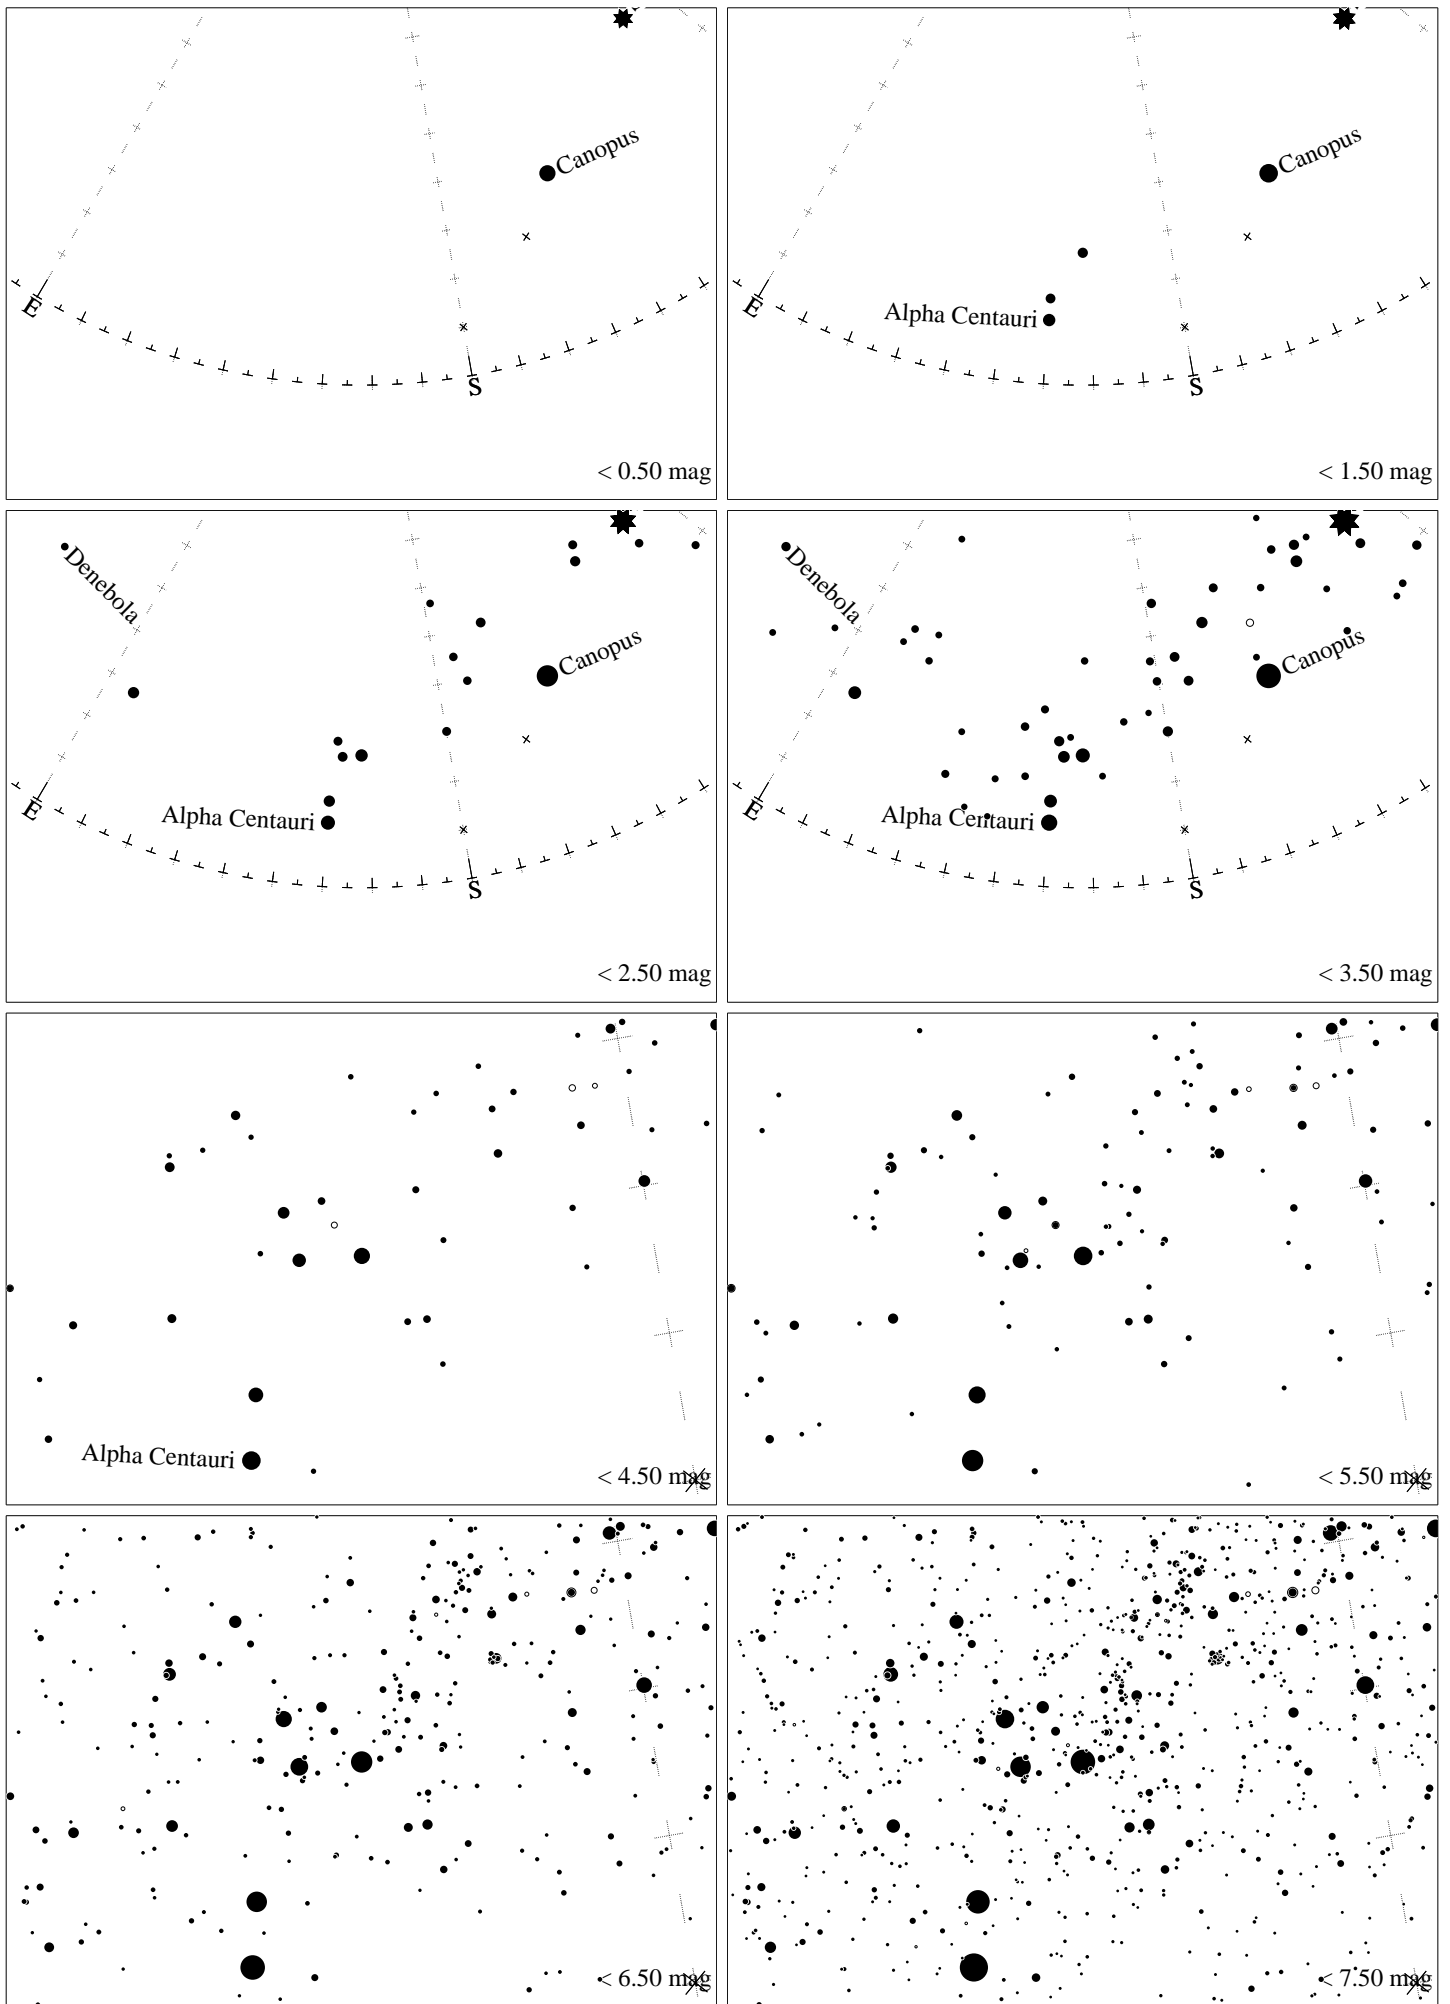 Canopus
E
S
< 0.50 mag
Canopus
Alpha Centauri
E
S
< 1.50 mag
Denebola
Canopus
Alpha Centauri
E
S
< 2.50 mag
Denebola
Canopus
Alpha Centauri
E
S
< 3.50 mag
Alpha Centauri
< 4.50 mag
< 5.50 mag
< 6.50 mag
< 7.50 mag